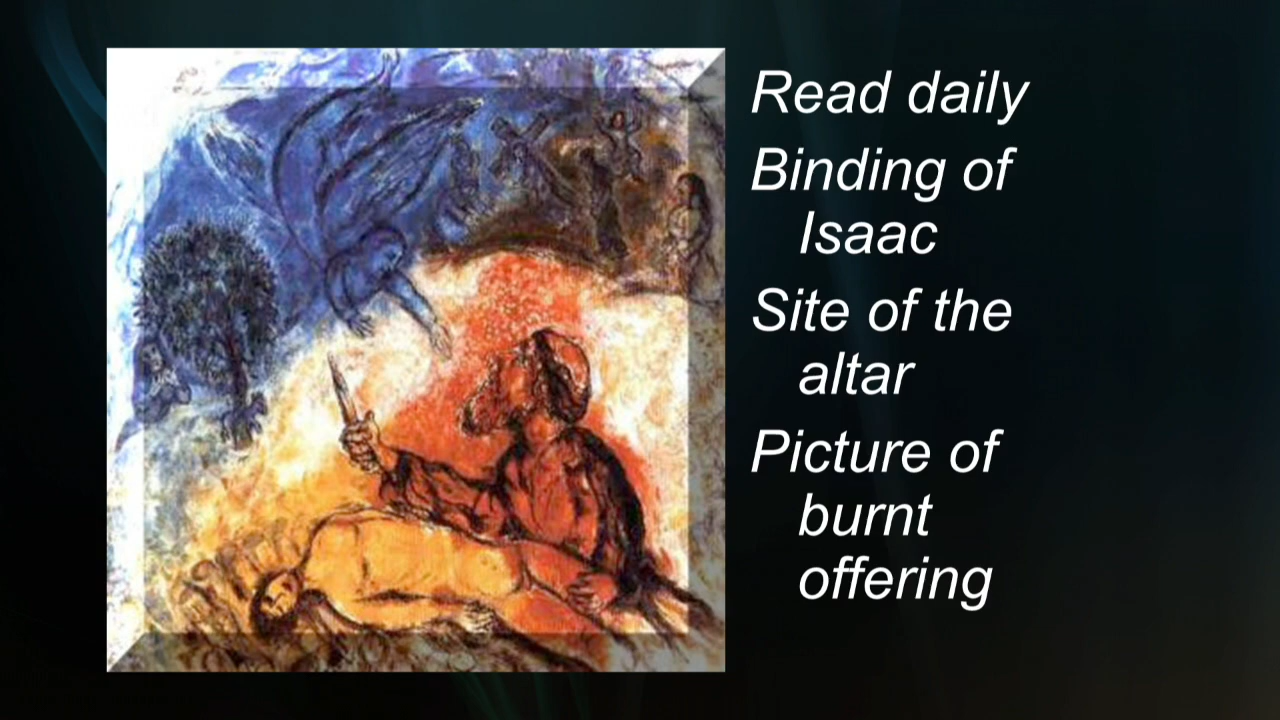 Read daily
Binding of
Isaac
Site of the
altar
Picture of
burnt
offering